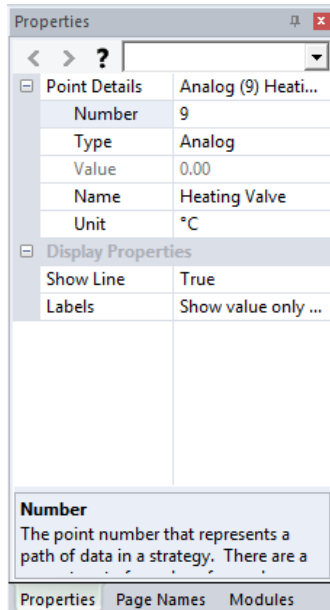 Properties
< > ?
Point Details Analog (9) Heati...
Number 9
Type Analog
Value 0.00
Name Heating Valve
Unit °C
Display Properties
Show Line True
Labels Show value only ...
Number
The point number that represents a
path of data in a strategy. There are a
Properties Page Names Modules